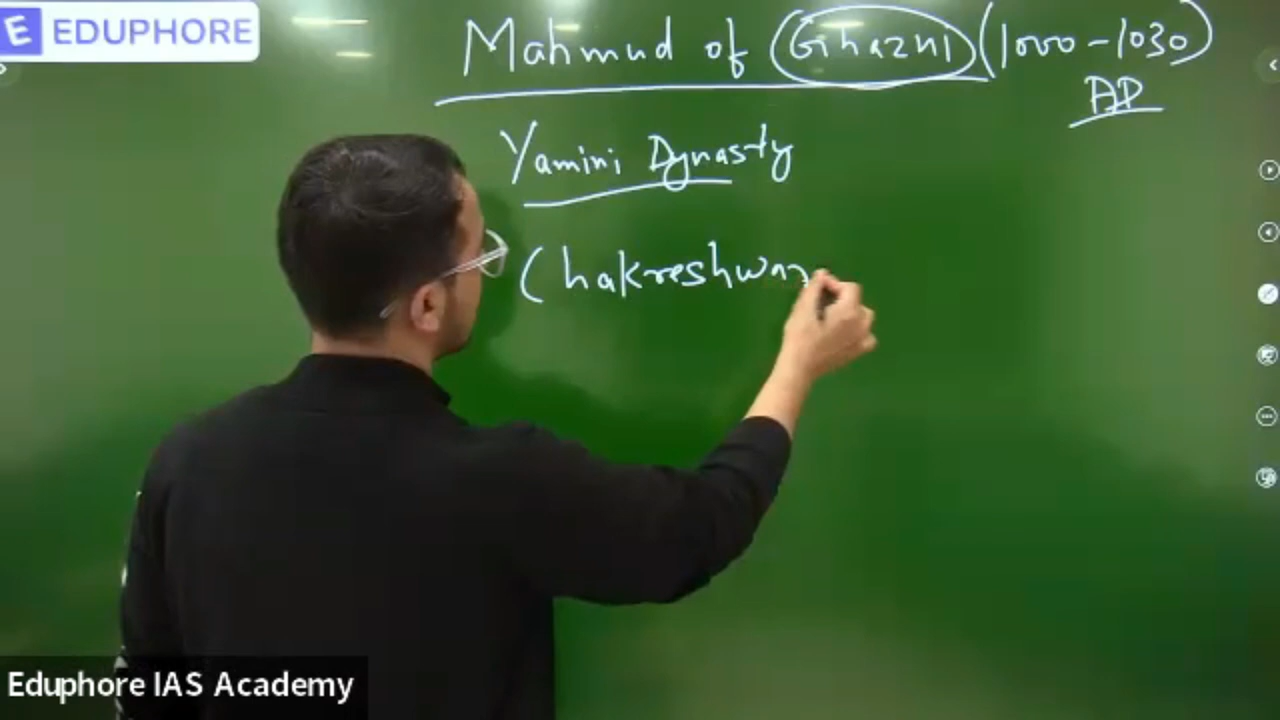 E EDUPHORE
Mahmud of Ghazni (1000-1030)
AD
Yamini Dynasty
Chakreshwar
Eduphore IAS Academy